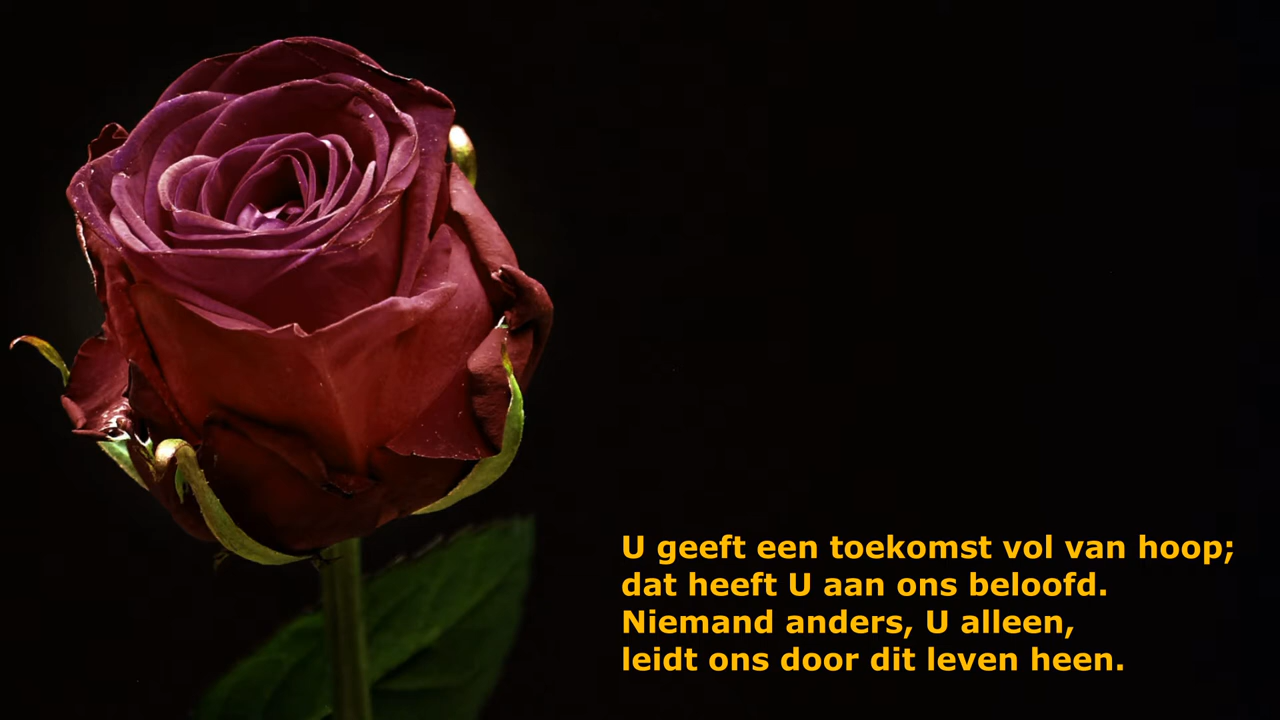 U geeft een toekomst vol van hoop;
dat heeft U aan ons beloofd.
Niemand anders, U alleen,
leidt ons door dit leven heen.